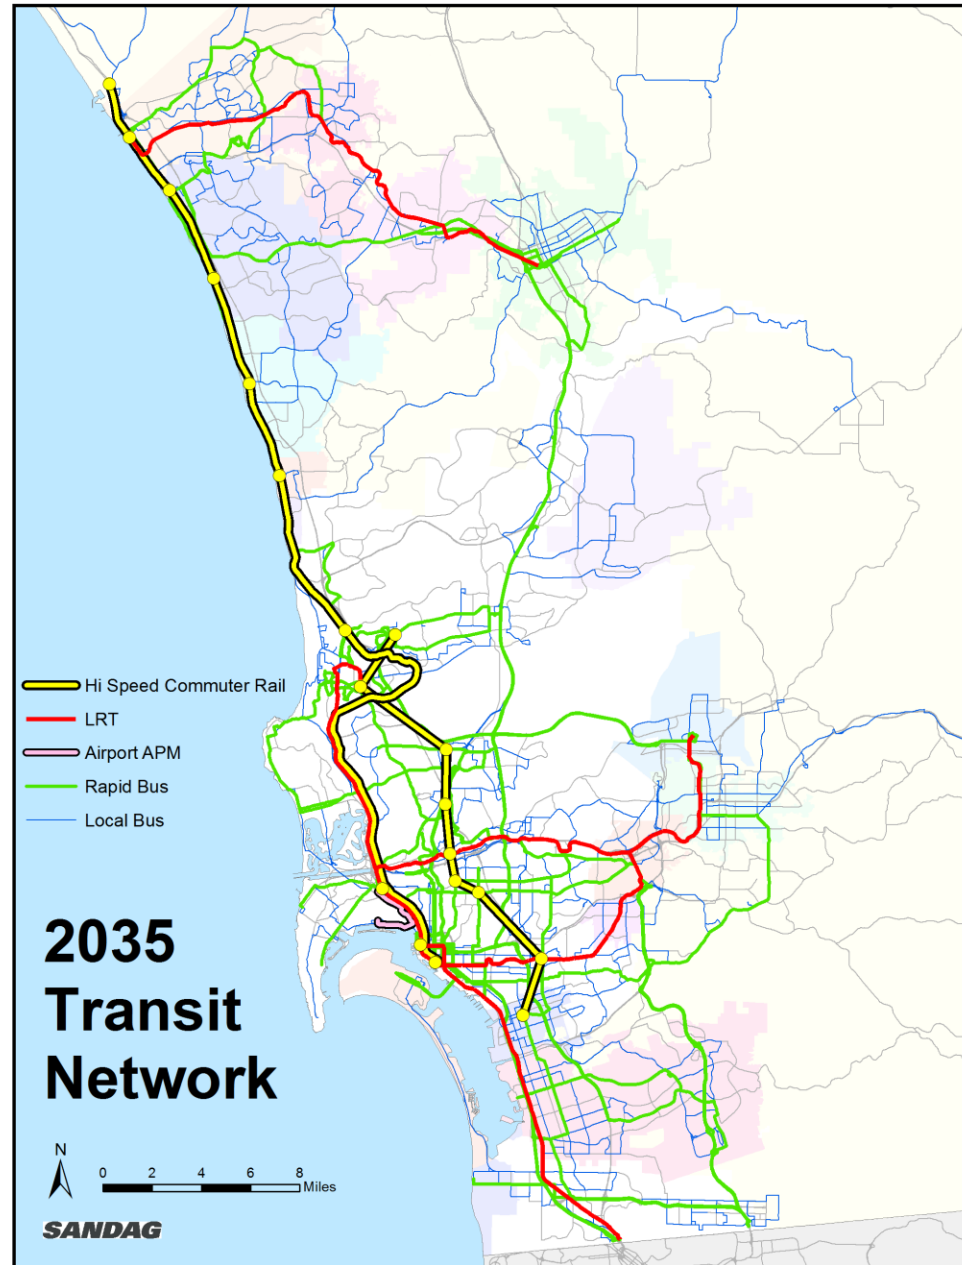 Hi Speed Commuter Rail
LRT
Airport APM
Rapid Bus
Local Bus
2035
Transit
Network
N
0 2 4 6 8
Miles
SANDAG